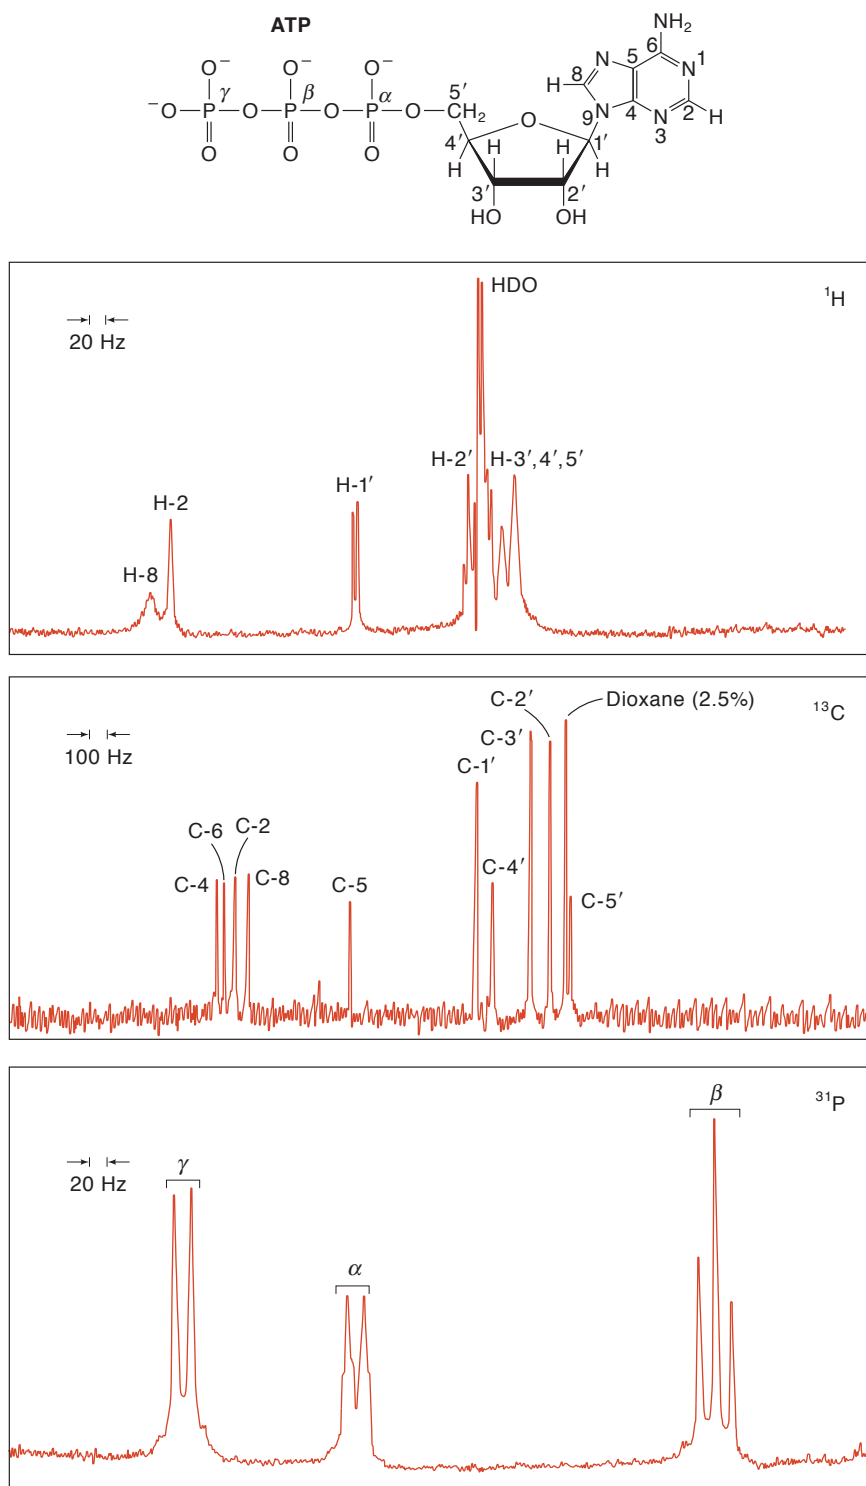 ATP
O⁻ O⁻ O⁻
⁻O—P—O—P—O—P—O—CH₂
γ β α 5′
O O O
NH₂
6
5
N
N 1
8
H
9
N
4
N
3
2
H
O
4′
H
H
H
1′
H
3′
2′
HO
OH
¹H
20 Hz
HDO
H-2′
H-3′,4′,5′
H-1′
H-2
H-8
¹³C
100 Hz
C-2′
Dioxane (2.5%)
C-3′
C-1′
C-6
C-2
C-4
C-8
C-5
C-4′
C-5′
³¹P
20 Hz
γ
α
β